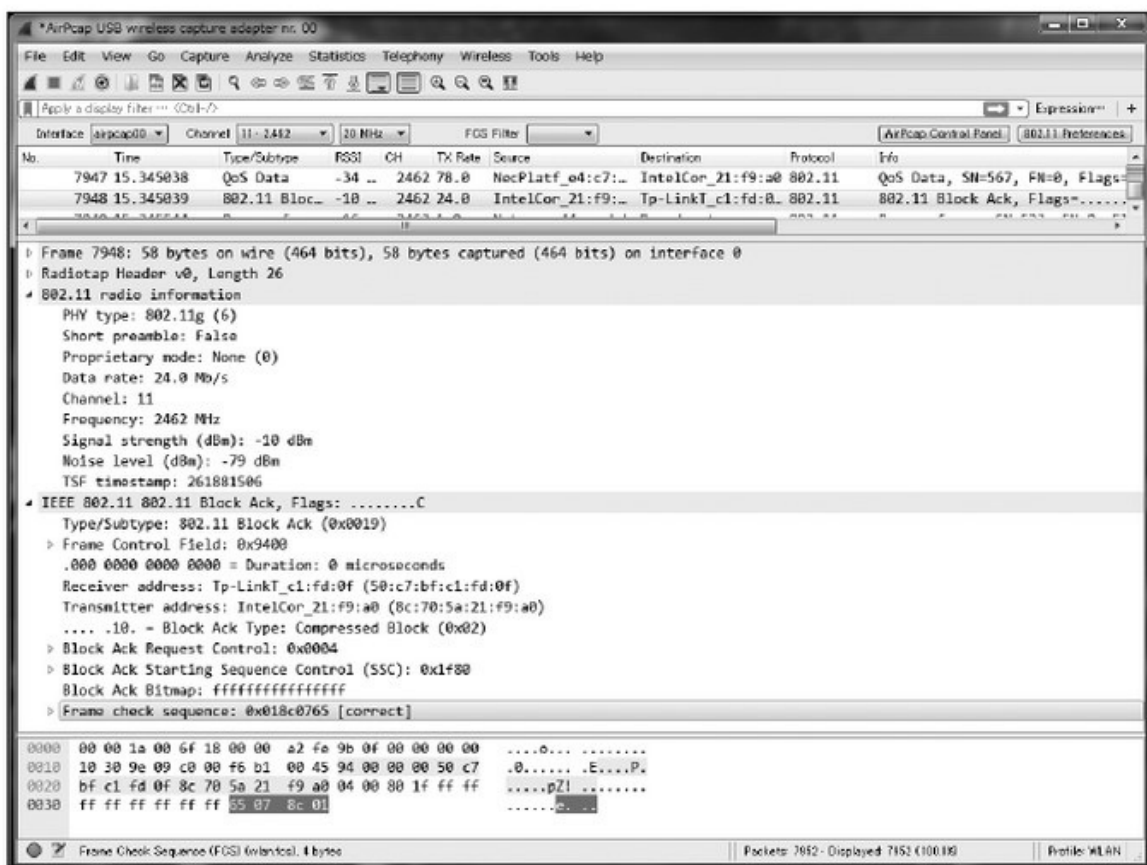 *AirPcap USB wireless capture adapter nr. 00
File Edit View Go Capture Analyze Statistics Telephony Wireless Tools Help
Apply a display filter ... <Ctrl-/> Expression... +
Interface airpcap00 Channel 11 - 2.462 20 MHz FCS Filter AirPcap Control Panel 802.11 Preferences
No. Time Type/Subtype RSSI CH TX Rate Source Destination Protocol Info
7947 15.345038 QoS Data -34 … 2462 78.0 NecPlatf_e4:c7:… IntelCor_21:f9:a0 802.11 QoS Data, SN=567, FN=0, Flags=
7948 15.345039 802.11 Bloc… -10 … 2462 24.0 IntelCor_21:f9:… Tp-LinkT_c1:fd:0… 802.11 802.11 Block Ack, Flags=......
Frame 7948: 58 bytes on wire (464 bits), 58 bytes captured (464 bits) on interface 0
Radiotap Header v0, Length 26
802.11 radio information
PHY type: 802.11g (6)
Short preamble: False
Proprietary mode: None (0)
Data rate: 24.0 Mb/s
Channel: 11
Frequency: 2462 MHz
Signal strength (dBm): -10 dBm
Noise level (dBm): -79 dBm
TSF timestamp: 261881506
IEEE 802.11 802.11 Block Ack, Flags: ........C
Type/Subtype: 802.11 Block Ack (0x0019)
Frame Control Field: 0x9400
.000 0000 0000 0000 = Duration: 0 microseconds
Receiver address: Tp-LinkT_c1:fd:0f (50:c7:bf:c1:fd:0f)
Transmitter address: IntelCor_21:f9:a0 (8c:70:5a:21:f9:a0)
.... .10. = Block Ack Type: Compressed Block (0x02)
Block Ack Request Control: 0x0004
Block Ack Starting Sequence Control (SSC): 0x1f80
Block Ack Bitmap: ffffffffffffffff
Frame check sequence: 0x018c0765 [correct]
0000 00 00 1a 00 6f 18 00 00 a2 fe 9b 0f 00 00 00 00 ....o... ........
0010 10 30 9e 09 c0 00 f6 b1 00 45 94 00 00 00 50 c7 .0...... .E....P.
0020 bf c1 fd 0f 8c 70 5a 21 f9 a0 04 00 80 1f ff ff .....pZ! ........
0030 ff ff ff ff ff ff 65 07 8c 01 ......e. ..
Frame Check Sequence (FCS) (wlan.fcs), 4 bytes Packets: 7952 · Displayed: 7952 (100.0%) Profile: WLAN